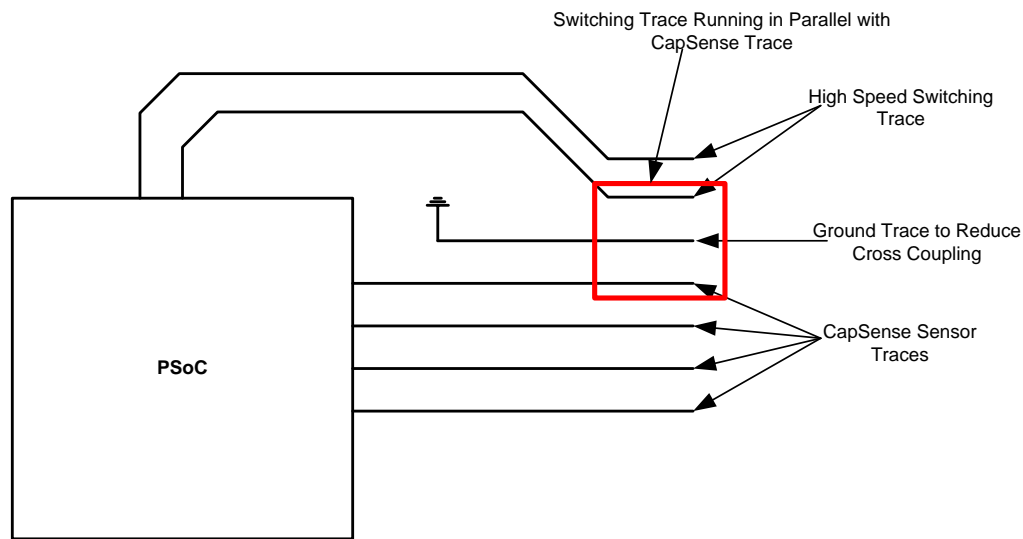 Switching Trace Running in Parallel with
CapSense Trace
High Speed Switching
Trace
Ground Trace to Reduce
Cross Coupling
CapSense Sensor
Traces
PSoC